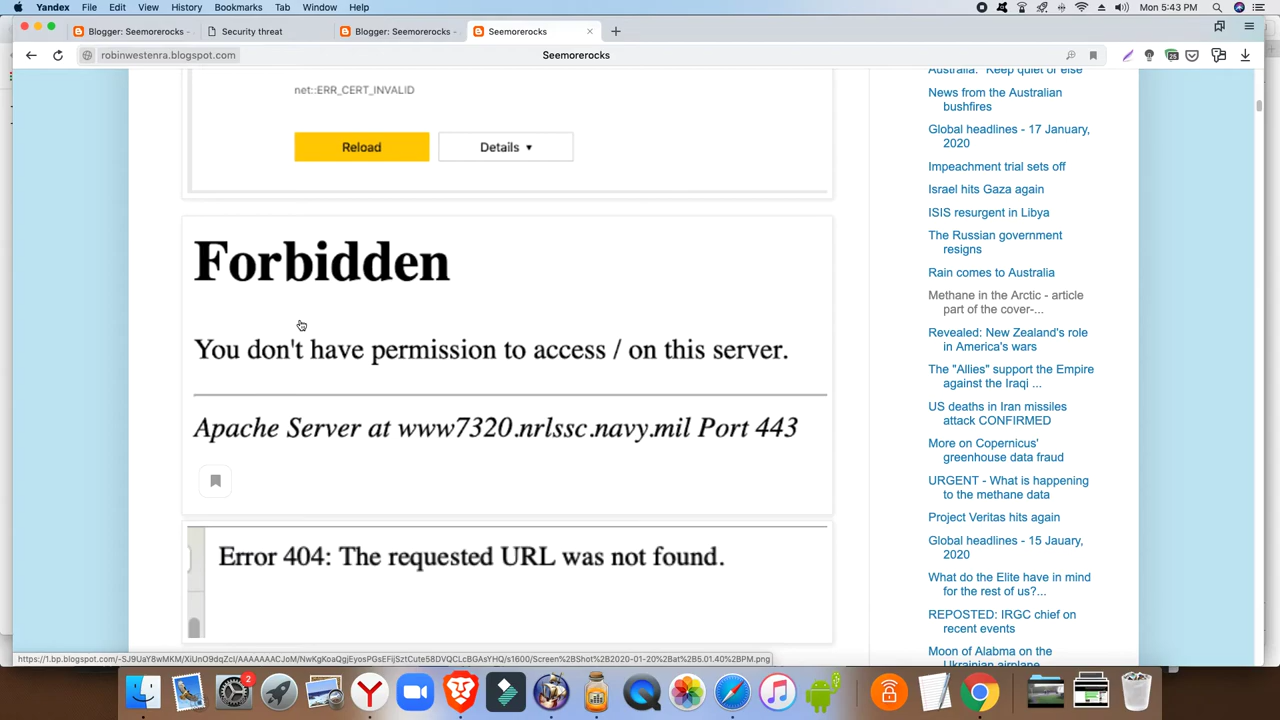 Yandex File Edit View History Bookmarks Tab Window Help Mon 5:43 PM
Blogger: Seemorerocks - Security threat Blogger: Seemorerocks - Seemorerocks
robinwestenra.blogspot.com Seemorerocks
25
net::ERR_CERT_INVALID
Reload Details
Forbidden
You don't have permission to access / on this server.
Apache Server at www7320.nrlssc.navy.mil Port 443
Error 404: The requested URL was not found.
Australia: "Keep quiet or else"
News from the Australian
bushfires
Global headlines - 17 January,
2020
Impeachment trial sets off
Israel hits Gaza again
ISIS resurgent in Libya
The Russian government
resigns
Rain comes to Australia
Methane in the Arctic - article
part of the cover-...
Revealed: New Zealand's role
in America's wars
The "Allies" support the Empire
against the Iraqi ...
US deaths in Iran missiles
attack CONFIRMED
More on Copernicus'
greenhouse data fraud
URGENT - What is happening
to the methane data
Project Veritas hits again
Global headlines - 15 Jauary,
2020
What do the Elite have in mind
for the rest of us?...
REPOSTED: IRGC chief on
recent events
Moon of Alabma on the
Ukrainian airplane
2